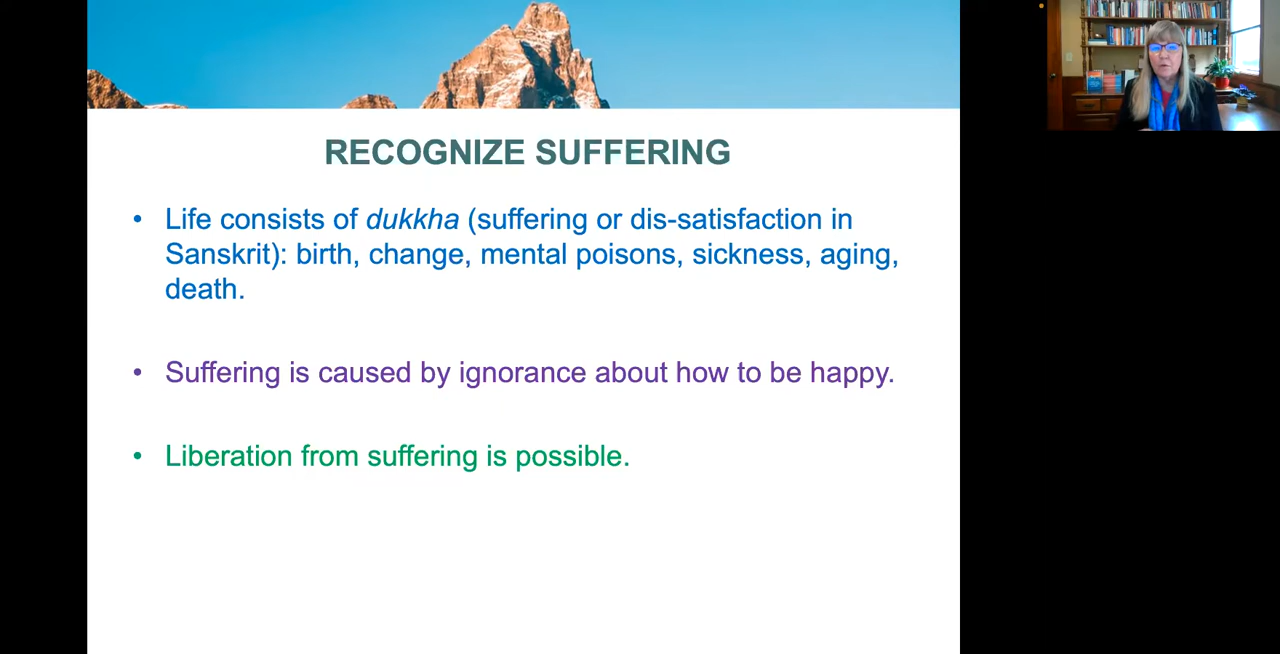 RECOGNIZE SUFFERING
• Life consists of dukkha (suffering or dis-satisfaction in
Sanskrit): birth, change, mental poisons, sickness, aging,
death.
• Suffering is caused by ignorance about how to be happy.
• Liberation from suffering is possible.